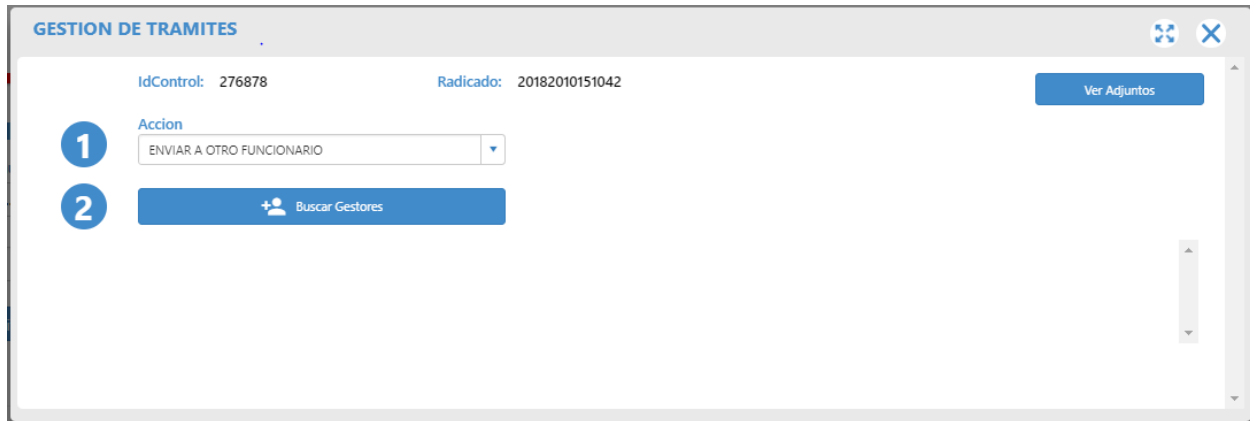 GESTION DE TRAMITES
IdControl: 276878 Radicado: 20182010151042 Ver Adjuntos
Accion
1 ENVIAR A OTRO FUNCIONARIO
2 Buscar Gestores